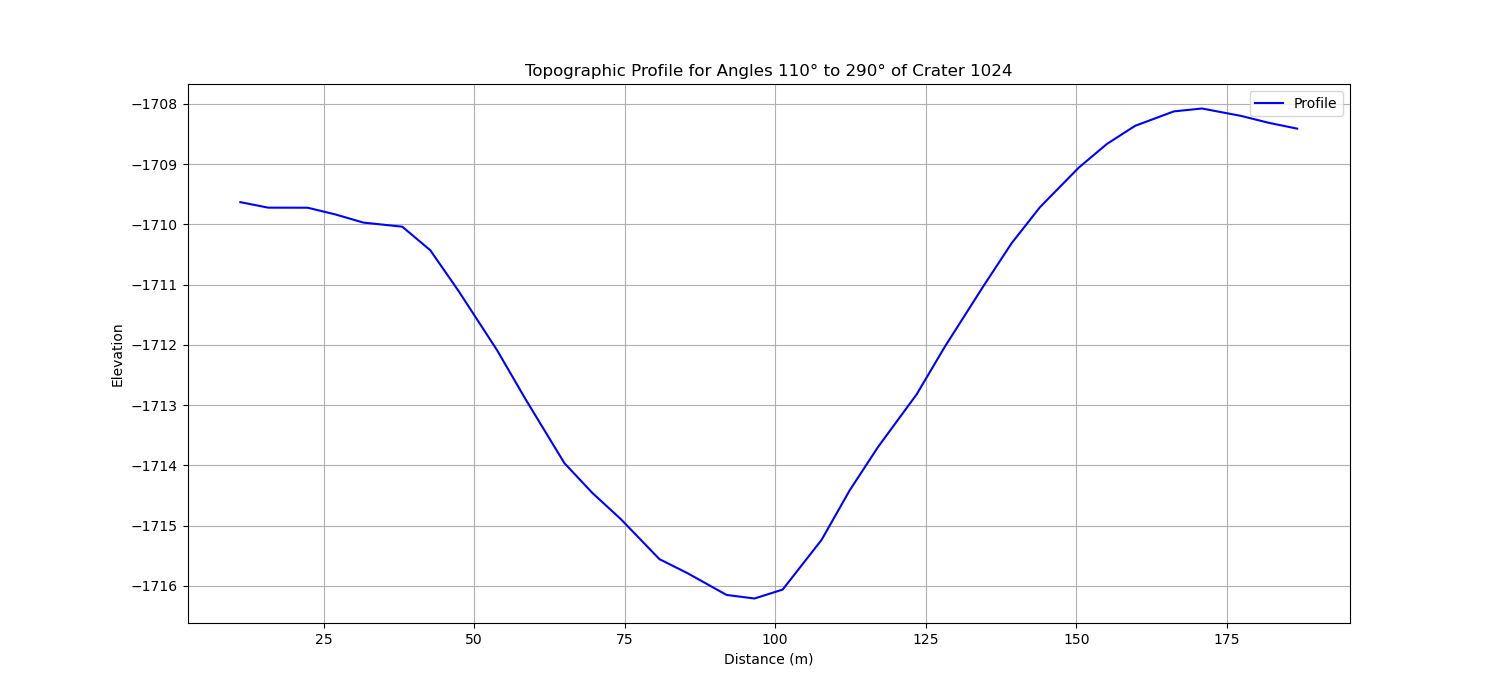 Topographic Profile for Angles 110° to 290° of Crater 1024
Profile
−1708
−1709
−1710
−1711
−1712
−1713
−1714
−1715
−1716
Elevation
25 50 75 100 125 150 175
Distance (m)